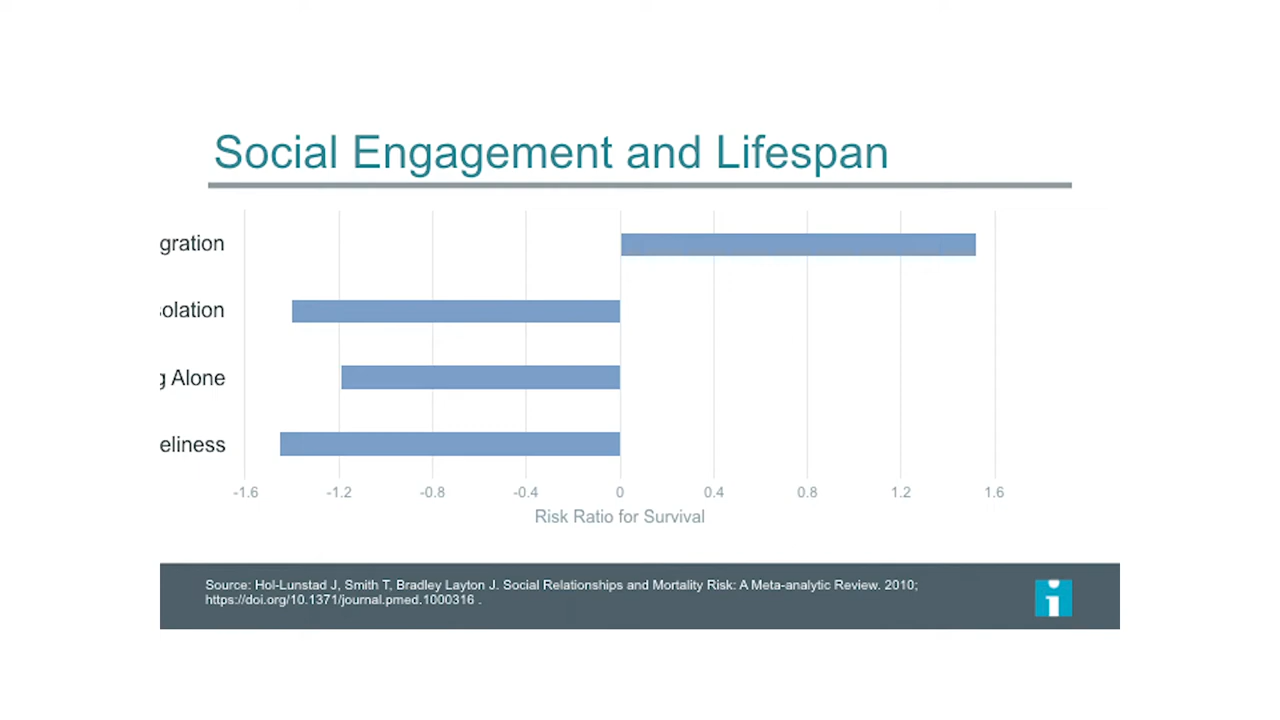 Social Engagement and Lifespan
gration
solation
g Alone
eliness
-1.6 -1.2 -0.8 -0.4 0 0.4 0.8 1.2 1.6
Risk Ratio for Survival
Source: Hol-Lunstad J, Smith T, Bradley Layton J. Social Relationships and Mortality Risk: A Meta-analytic Review. 2010;
https://doi.org/10.1371/journal.pmed.1000316 .
i